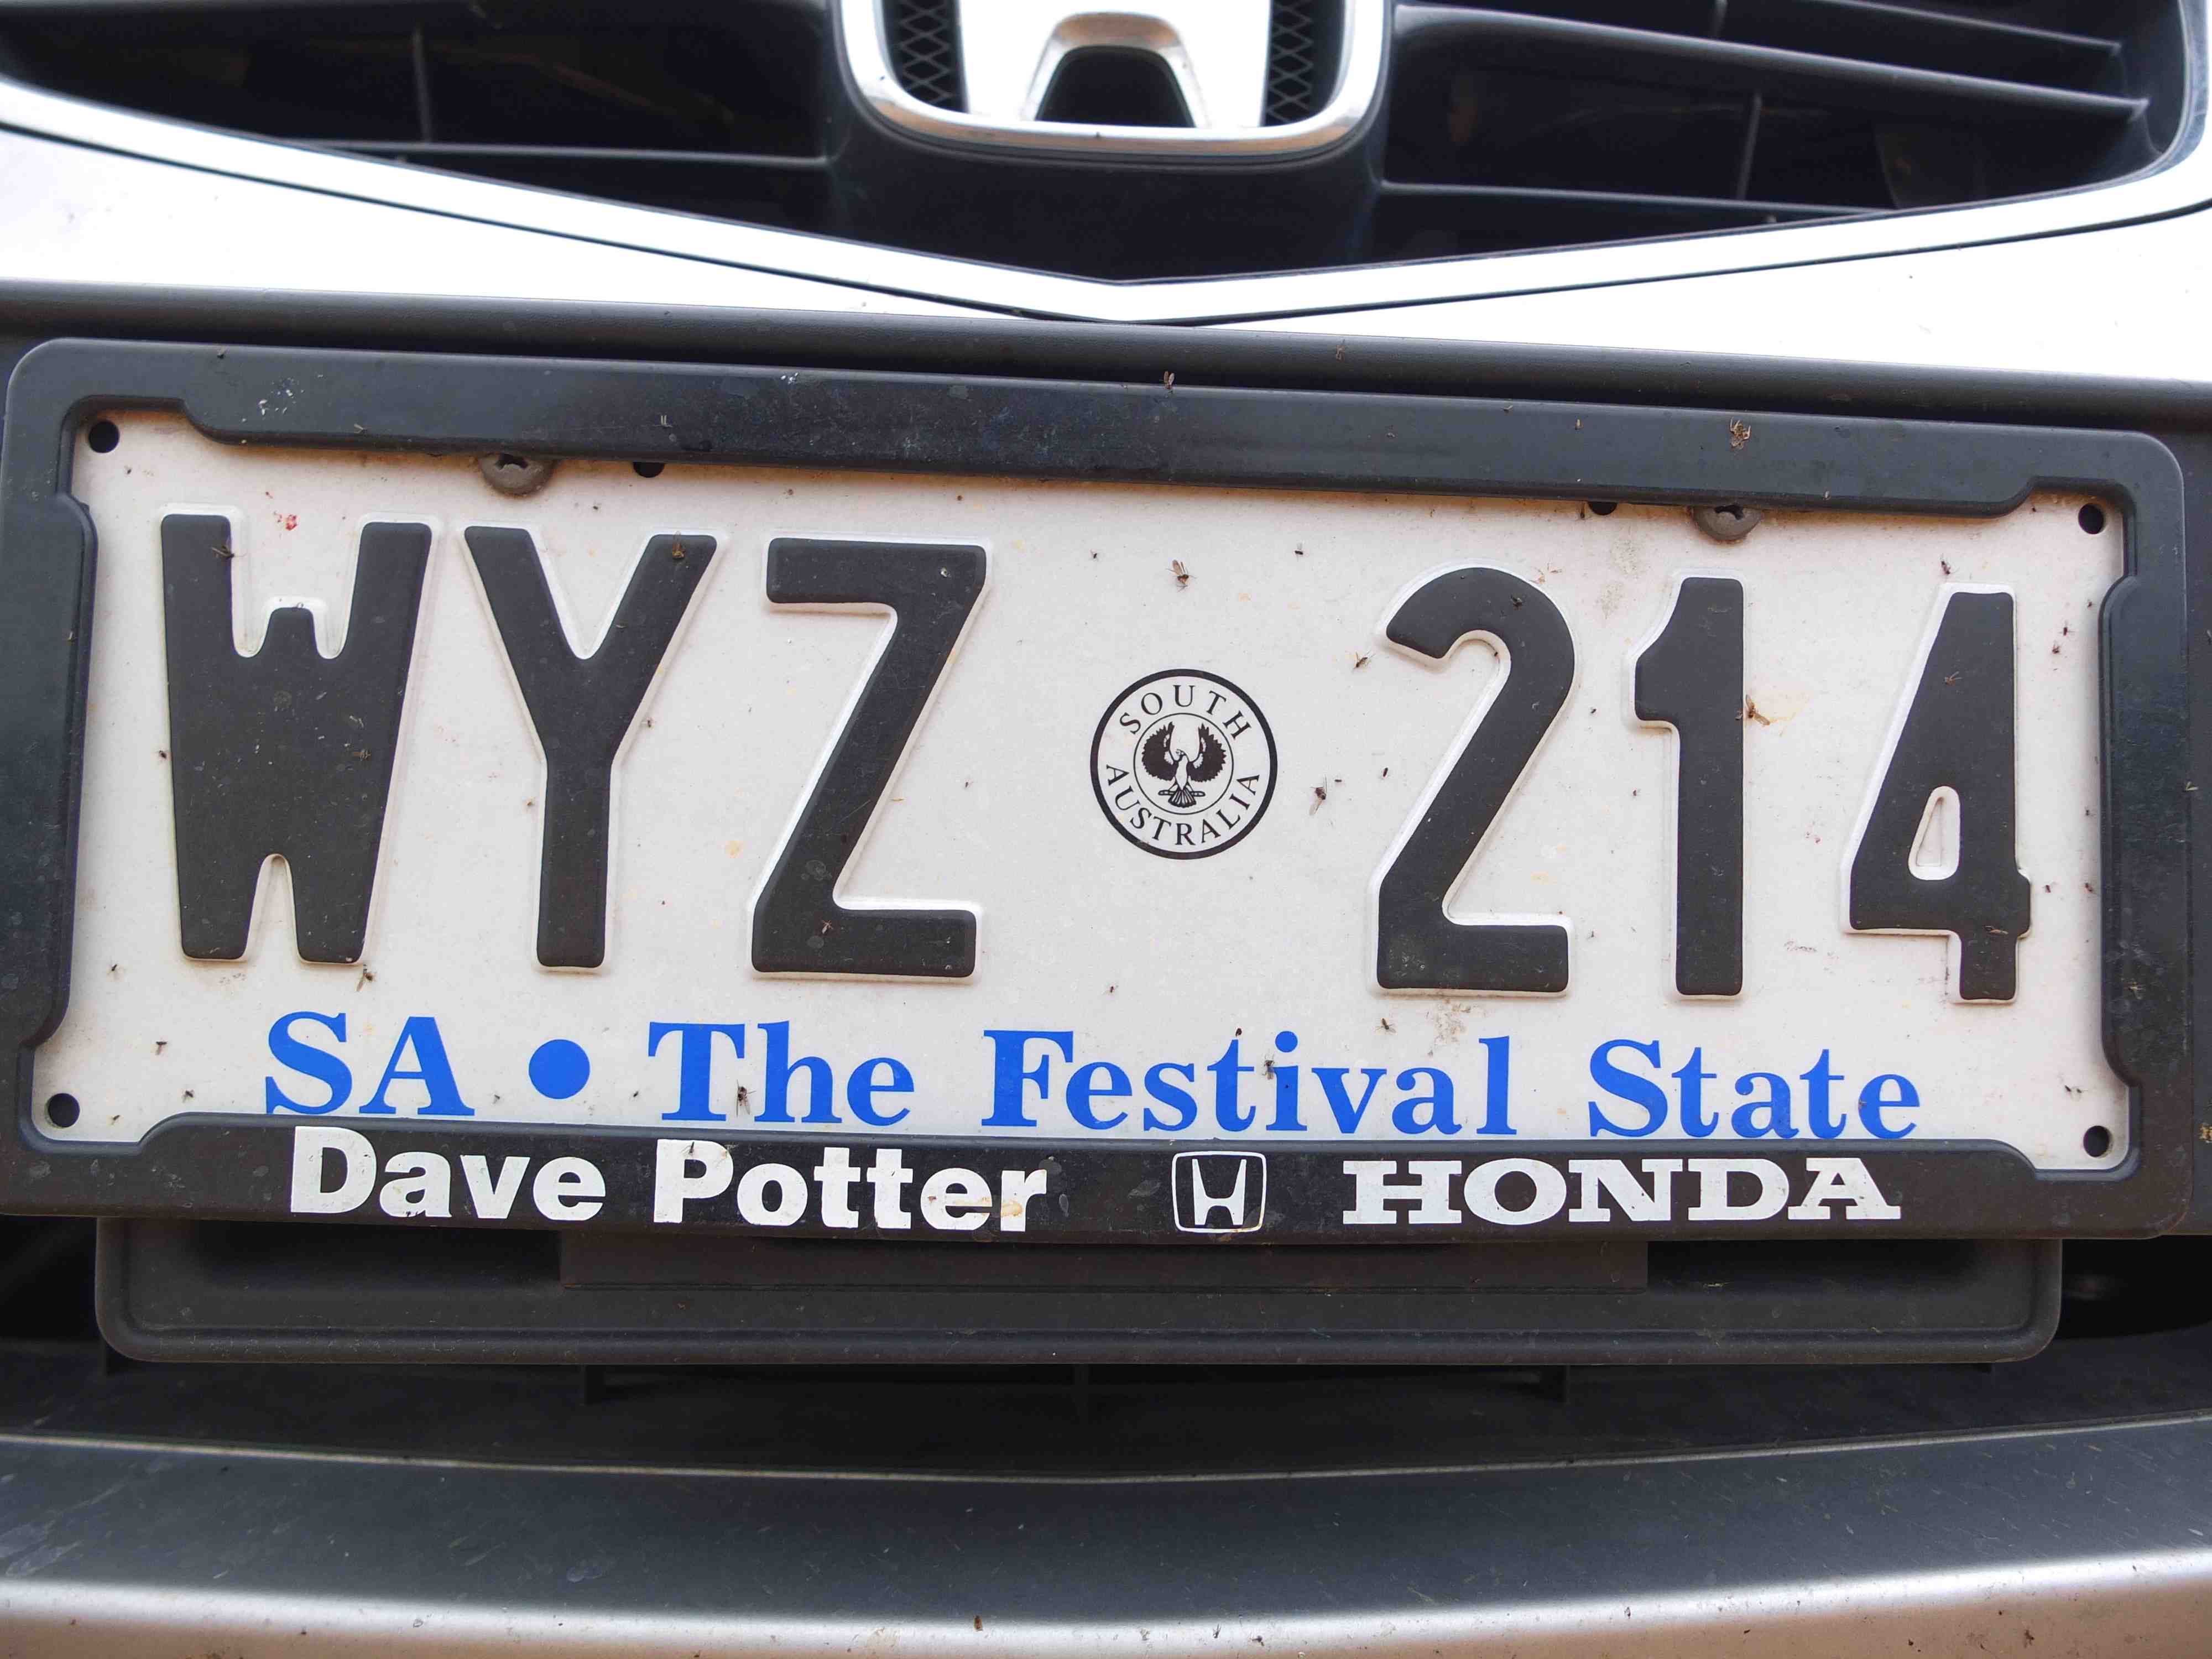 WYZ 214
SOUTH AUSTRALIA
SA • The Festival State
Dave Potter HONDA